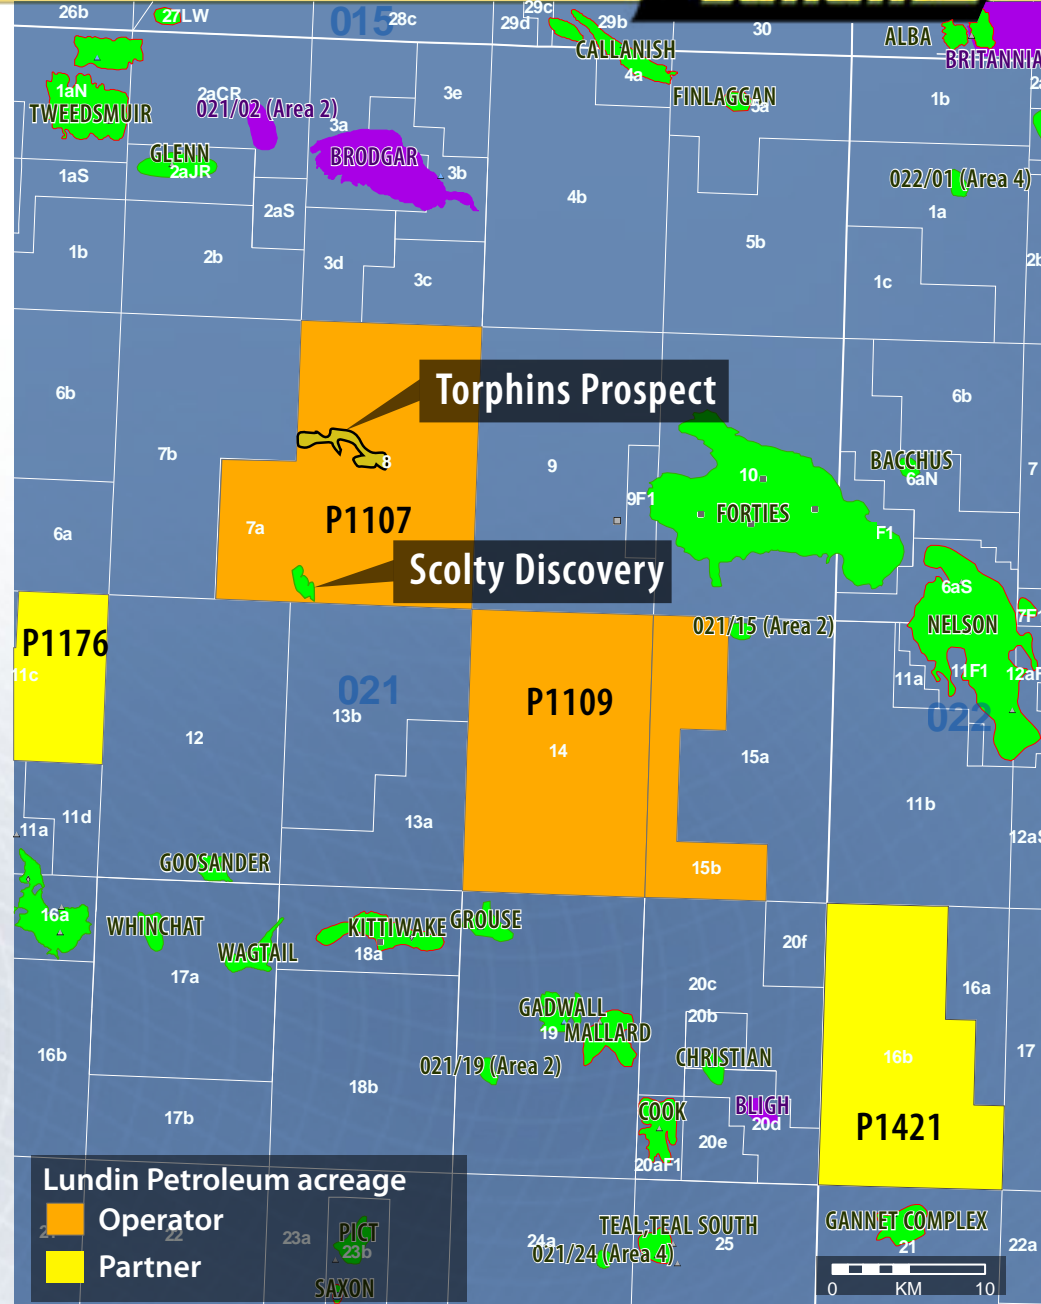 26b
27LW
015
28c
29c
29d
29b
30
CALLANISH
ALBA
BRITANNIA
4a
1aN
TWEEDSMUIR
2aCR
021/02 (Area 2)
3a
3e
FINLAGGAN
5a
1b
GLENN
2aJR
BRODGAR
3b
1aS
2aS
4b
022/01 (Area 4)
1a
1b
2b
3d
3c
5b
1c
6b
Torphins Prospect
6b
7b
8
9
10
BACCHUS
6aN
7
9F1
FORTIES
6a
7a
P1107
F1
Scolty Discovery
6aS
NELSON
7F1
021/15 (Area 2)
P1176
11c
11a
11F1
021
13b
P1109
022
12
14
15a
11d
11a
13a
11b
GOOSANDER
15b
16a
WHINCHAT
WAGTAIL
KITTIWAKE
18a
GROUSE
20f
17a
20c
16a
GADWALL
19
MALLARD
20b
16b
021/19 (Area 2)
CHRISTIAN
16b
17
18b
17b
COOK
BLIGH
20d
20e
P1421
20aF1
Lundin Petroleum acreage
Operator
Partner
22
23a
PICT
23b
SAXON
24a
TEAL;TEAL SOUTH
021/24 (Area 4)
25
GANNET COMPLEX
21
22a
0 KM 10